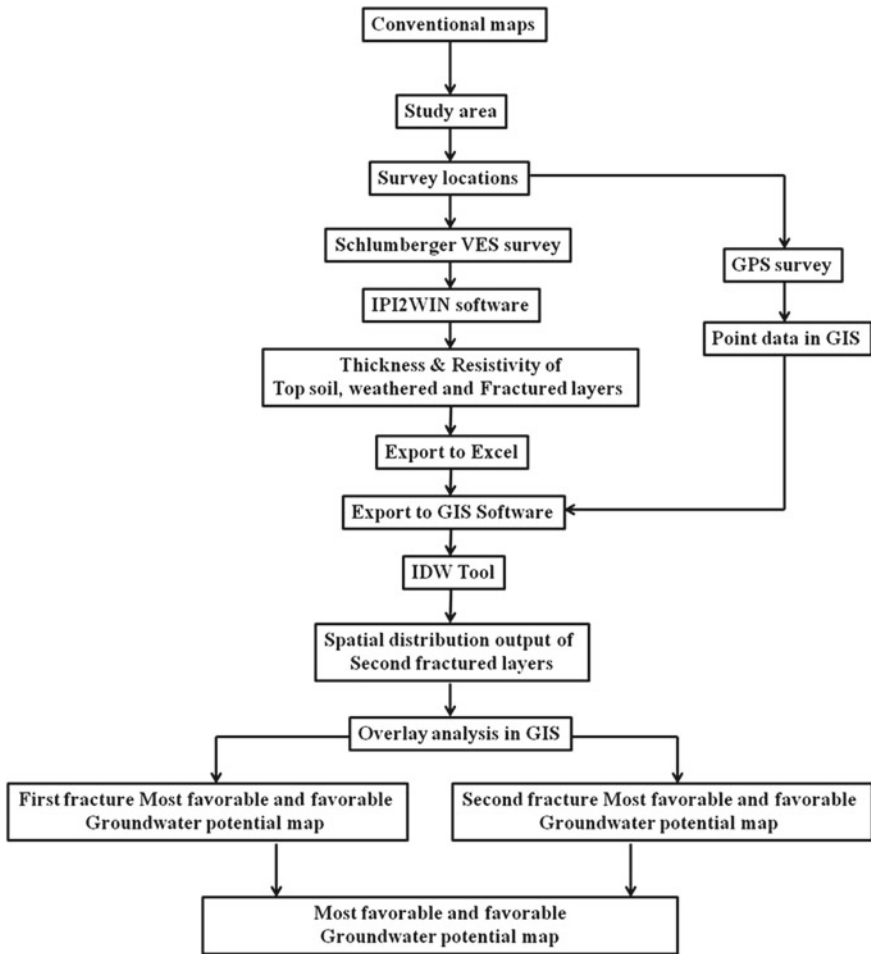 Conventional maps
Study area
Survey locations
Schlumberger VES survey
GPS survey
IPI2WIN software
Point data in GIS
Thickness & Resistivity of
Top soil, weathered and Fractured layers
Export to Excel
Export to GIS Software
IDW Tool
Spatial distribution output of
Second fractured layers
Overlay analysis in GIS
First fracture Most favorable and favorable
Groundwater potential map
Second fracture Most favorable and favorable
Groundwater potential map
Most favorable and favorable
Groundwater potential map